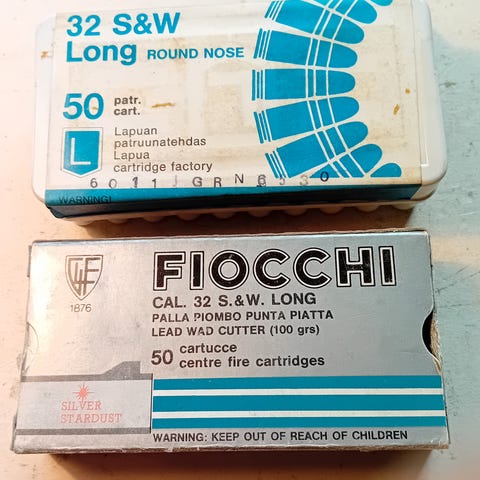 32 S&W
Long ROUND NOSE
50 patr.
cart.
L
Lapuan
patruunatehdas
Lapua
cartridge factory
WARNING!
GFL
1876
FIOCCHI
CAL. 32 S.&W. LONG
PALLA PIOMBO PUNTA PIATTA
LEAD WAD CUTTER (100 grs)
50 cartucce
centre fire cartridges
SILVER
STARDUST
WARNING: KEEP OUT OF REACH OF CHILDREN